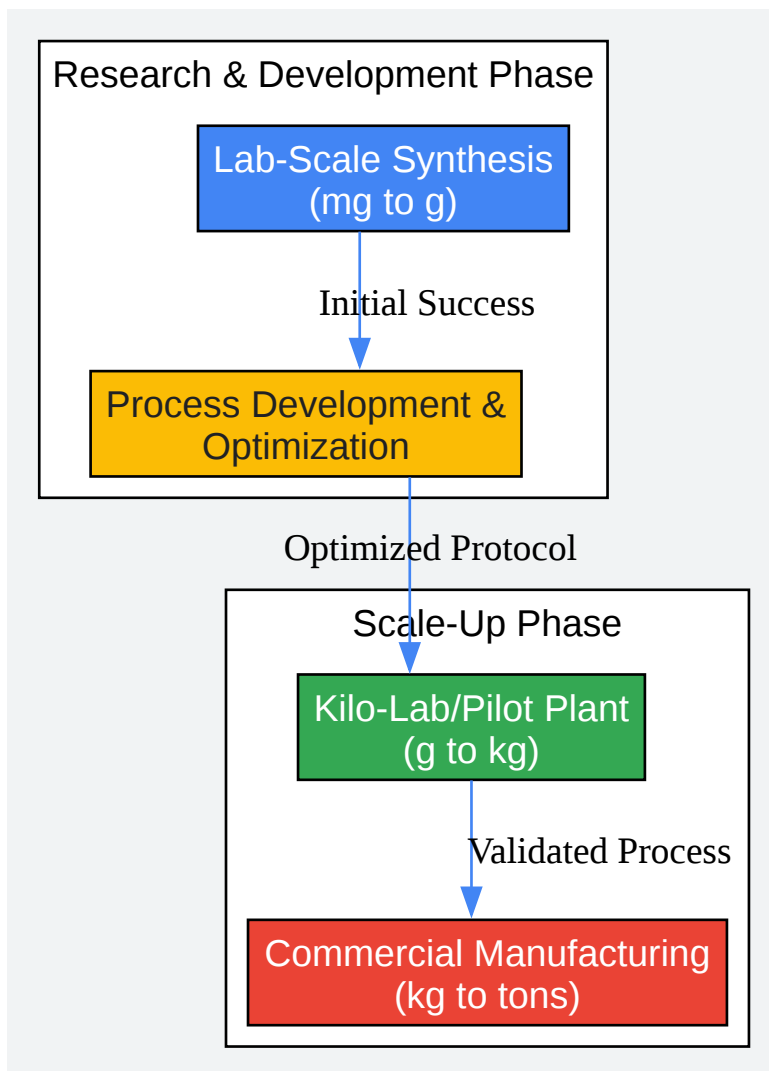 Research & Development Phase
Lab-Scale Synthesis
(mg to g)
Initial Success
Process Development &
Optimization
Optimized Protocol
Scale-Up Phase
Kilo-Lab/Pilot Plant
(g to kg)
Validated Process
Commercial Manufacturing
(kg to tons)